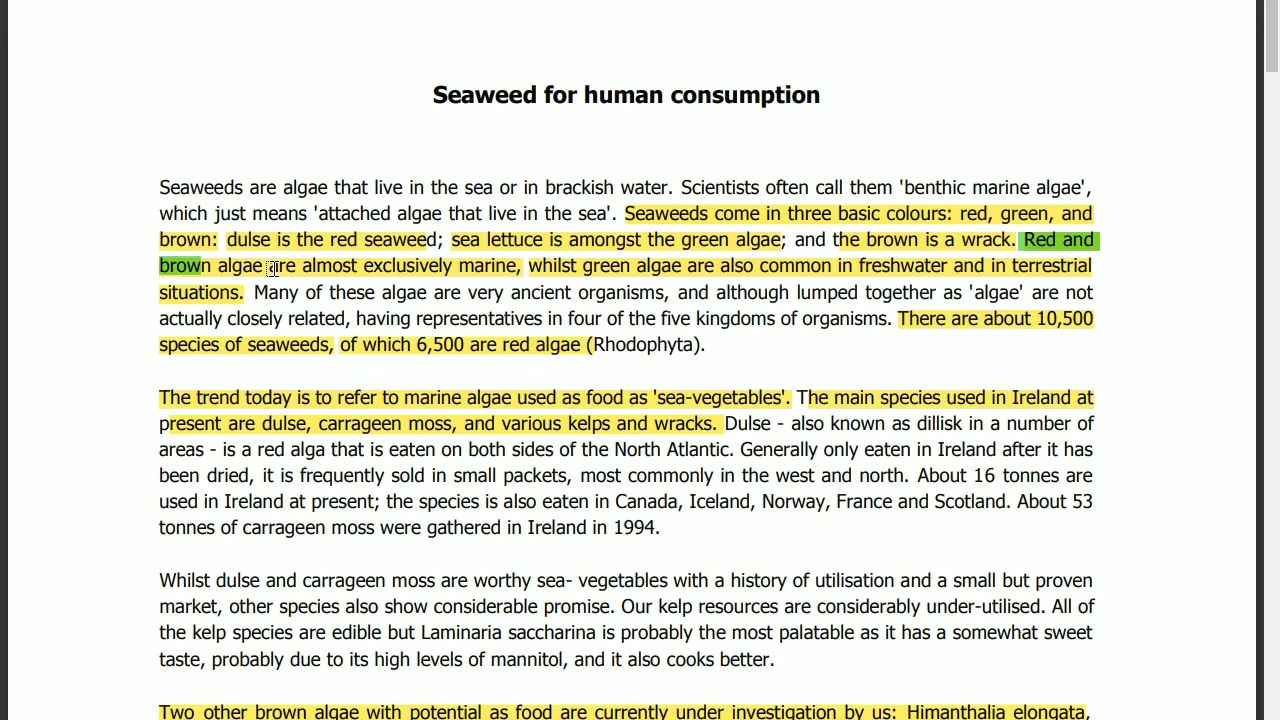 Seaweed for human consumption
Seaweeds are algae that live in the sea or in brackish water. Scientists often call them 'benthic marine algae',
which just means 'attached algae that live in the sea'. Seaweeds come in three basic colours: red, green, and
brown: dulse is the red seaweed; sea lettuce is amongst the green algae; and the brown is a wrack. Red and
brown algae are almost exclusively marine, whilst green algae are also common in freshwater and in terrestrial
situations. Many of these algae are very ancient organisms, and although lumped together as 'algae' are not
actually closely related, having representatives in four of the five kingdoms of organisms. There are about 10,500
species of seaweeds, of which 6,500 are red algae (Rhodophyta).
The trend today is to refer to marine algae used as food as 'sea-vegetables'. The main species used in Ireland at
present are dulse, carrageen moss, and various kelps and wracks. Dulse - also known as dillisk in a number of
areas - is a red alga that is eaten on both sides of the North Atlantic. Generally only eaten in Ireland after it has
been dried, it is frequently sold in small packets, most commonly in the west and north. About 16 tonnes are
used in Ireland at present; the species is also eaten in Canada, Iceland, Norway, France and Scotland. About 53
tonnes of carrageen moss were gathered in Ireland in 1994.
Whilst dulse and carrageen moss are worthy sea- vegetables with a history of utilisation and a small but proven
market, other species also show considerable promise. Our kelp resources are considerably under-utilised. All of
the kelp species are edible but Laminaria saccharina is probably the most palatable as it has a somewhat sweet
taste, probably due to its high levels of mannitol, and it also cooks better.
Two other brown algae with potential as food are currently under investigation by us: Himanthalia elongata,